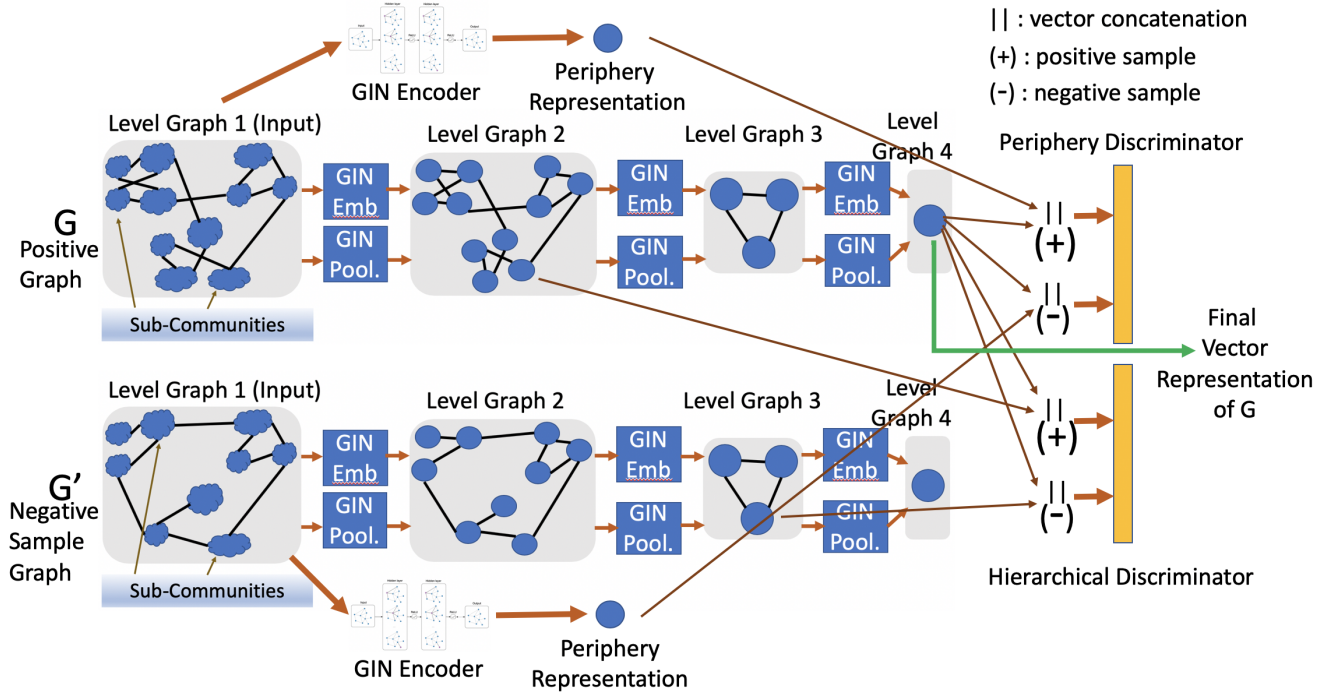 || : vector concatenation
(+) : positive sample
(-) : negative sample
GIN Encoder
Periphery
Representation
Level Graph 1 (Input)
Level Graph 2
Level Graph 3
Level
Graph 4
Periphery Discriminator
GIN
Emb
GIN
Emb
GIN
Emb
GIN
Pool.
GIN
Pool.
GIN
Pool.
G
Positive
Graph
Sub-Communities
||
(+)
||
(-)
Final
Vector
Representation
of G
Level Graph 1 (Input)
Level Graph 2
Level Graph 3
Level
Graph 4
GIN
Emb
GIN
Emb
GIN
Emb
GIN
Pool.
GIN
Pool.
GIN
Pool.
G'
Negative
Sample
Graph
Sub-Communities
||
(+)
||
(-)
Hierarchical Discriminator
GIN Encoder
Periphery
Representation